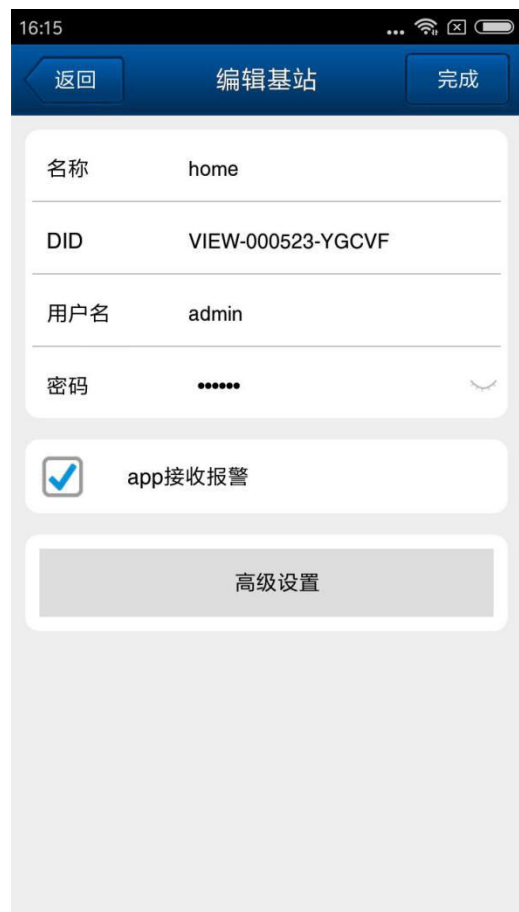 16:15
返回 编辑基站 完成
名称 home
DID VIEW-000523-YGCVF
用户名 admin
密码 ••••••
app接收报警
高级设置